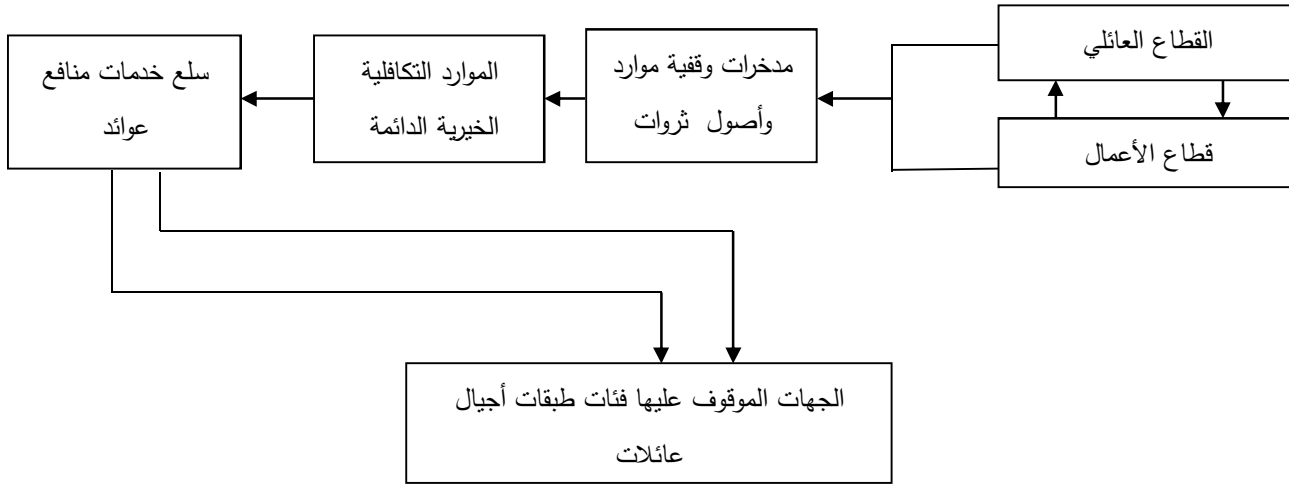 القطاع العائلي
قطاع الأعمال
مدخرات وقفية موارد
وأصول ثروات
الموارد التكافلية
الخيرية الدائمة
سلع خدمات منافع
عوائد
الجهات الموقوف عليها فئات طبقات أجيال
عائلات